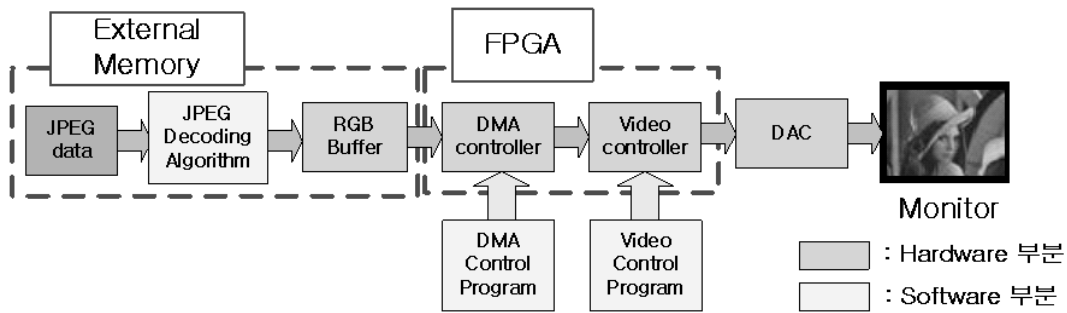 External
Memory
FPGA
JPEG
data
JPEG
Decoding
Algorithm
RGB
Buffer
DMA
controller
Video
controller
DAC
Monitor
DMA
Control
Program
Video
Control
Program
: Hardware 부분
: Software 부분